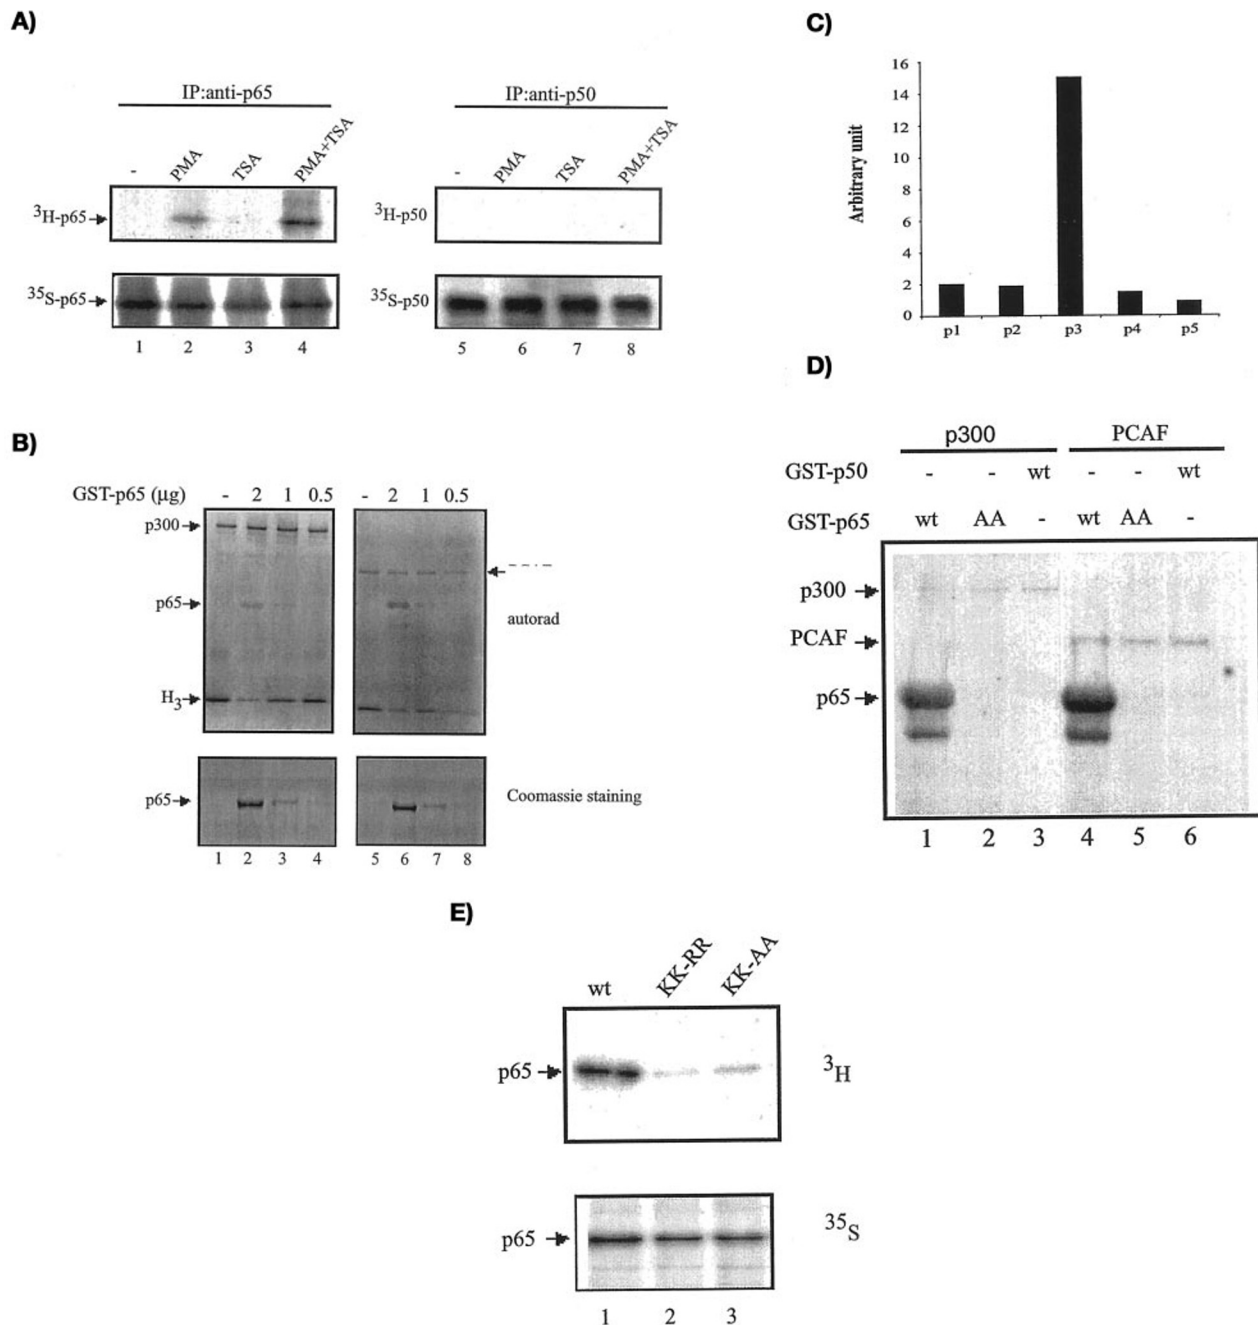 A)
IP:anti-p65
- PMA TSA PMA+TSA
³H-p65
³⁵S-p65
1 2 3 4
IP:anti-p50
- PMA TSA PMA+TSA
³H-p50
³⁵S-p50
5 6 7 8
B)
GST-p65 (µg) - 2 1 0.5 - 2 1 0.5
p300
p65
autorad
H₃
p65
Coomassie staining
1 2 3 4 5 6 7 8
C)
Arbitrary unit
16
14
12
10
8
6
4
2
0
p1 p2 p3 p4 p5
D)
p300 PCAF
GST-p50 - - wt - - wt
GST-p65 wt AA - wt AA -
p300
PCAF
p65
1 2 3 4 5 6
E)
wt KK-RR KK-AA
p65 ³H
p65 ³⁵S
1 2 3